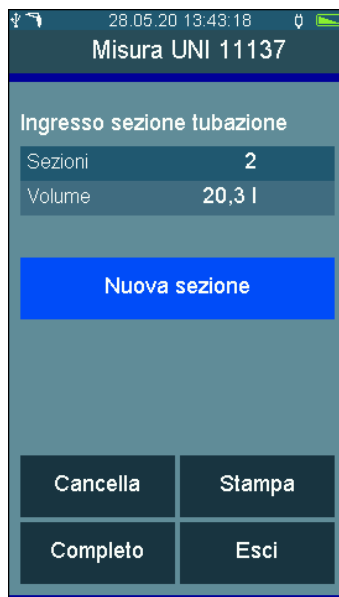 28.05.20 13:43:18
Misura UNI 11137
Ingresso sezione tubazione
Sezioni 2
Volume 20,3 l
Nuova sezione
Cancella Stampa
Completo Esci